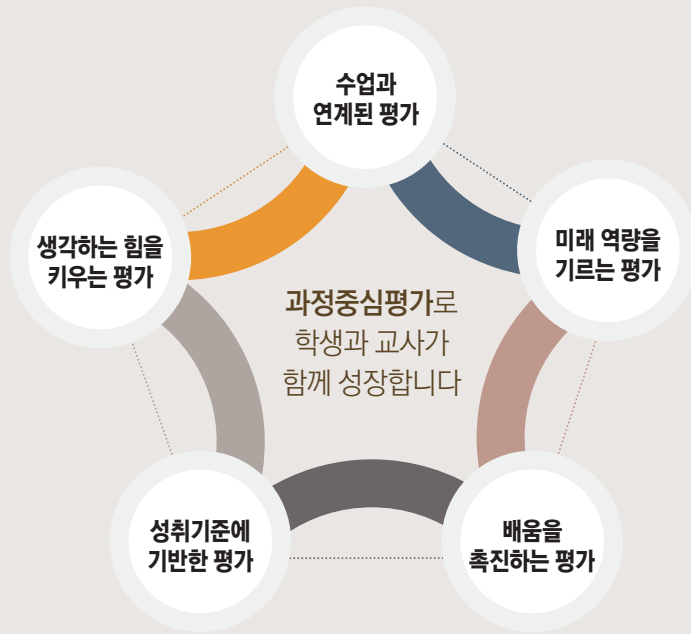 수업과
연계된 평가
생각하는 힘을
키우는 평가
미래 역량을
기르는 평가
과정중심평가로
학생과 교사가
함께 성장합니다
성취기준에
기반한 평가
배움을
촉진하는 평가